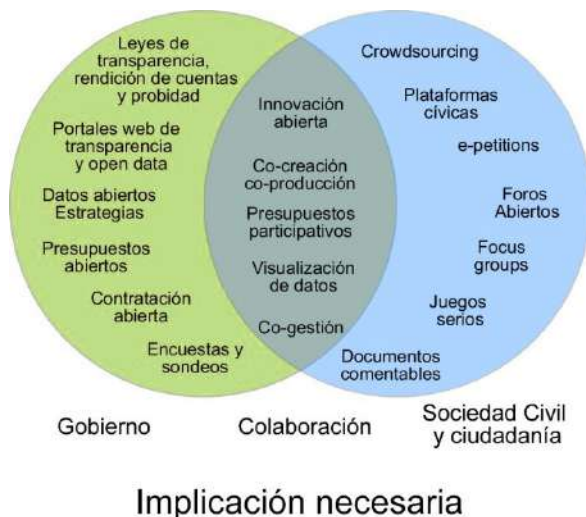 Leyes de
transparencia,
rendición de cuentas
y probidad
Portales web de
transparencia
y open data
Datos abiertos
Estrategias
Presupuestos
abiertos
Contratación
abierta
Encuestas y
sondeos
Innovación
abierta
Co-creación
co-producción
Presupuestos
participativos
Visualización
de datos
Co-gestión
Crowdsourcing
Plataformas
cívicas
e-petitions
Foros
Abiertos
Focus
groups
Juegos
serios
Documentos
comentables
Gobierno
Colaboración
Sociedad Civil
y ciudadanía
Implicación necesaria